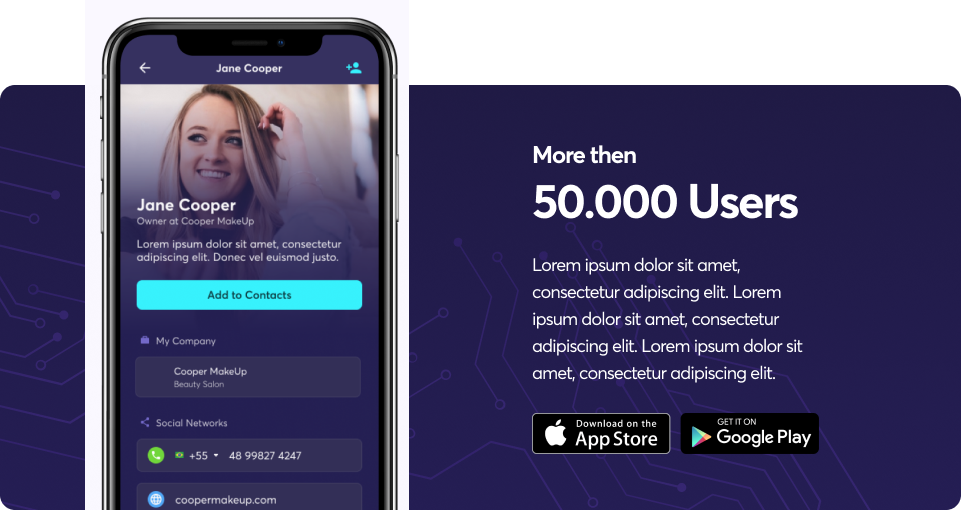 Jane Cooper
Jane Cooper
Owner at Cooper MakeUp
Lorem ipsum dolor sit amet, consectetur
adipiscing elit. Donec vel euismod justo.
Add to Contacts
My Company
Cooper MakeUp
Beauty Salon
Social Networks
+55 48 99827 4247
coopermakeup.com
More then
50.000 Users
Lorem ipsum dolor sit amet,
consectetur adipiscing elit. Lorem
ipsum dolor sit amet, consectetur
adipiscing elit. Lorem ipsum dolor sit
amet, consectetur adipiscing elit.
Download on the
App Store
GET IT ON
Google Play